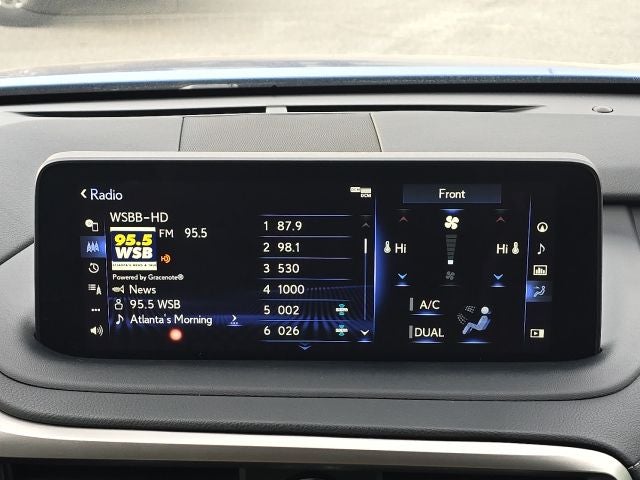 Radio
WSBB-HD
95.5
WSB
FM 95.5
Powered by Gracenote®
News
95.5 WSB
Atlanta's Morning
1 87.9
2 98.1
3 530
4 1000
5 002
6 026
Front
Hi
Hi
A/C
DUAL